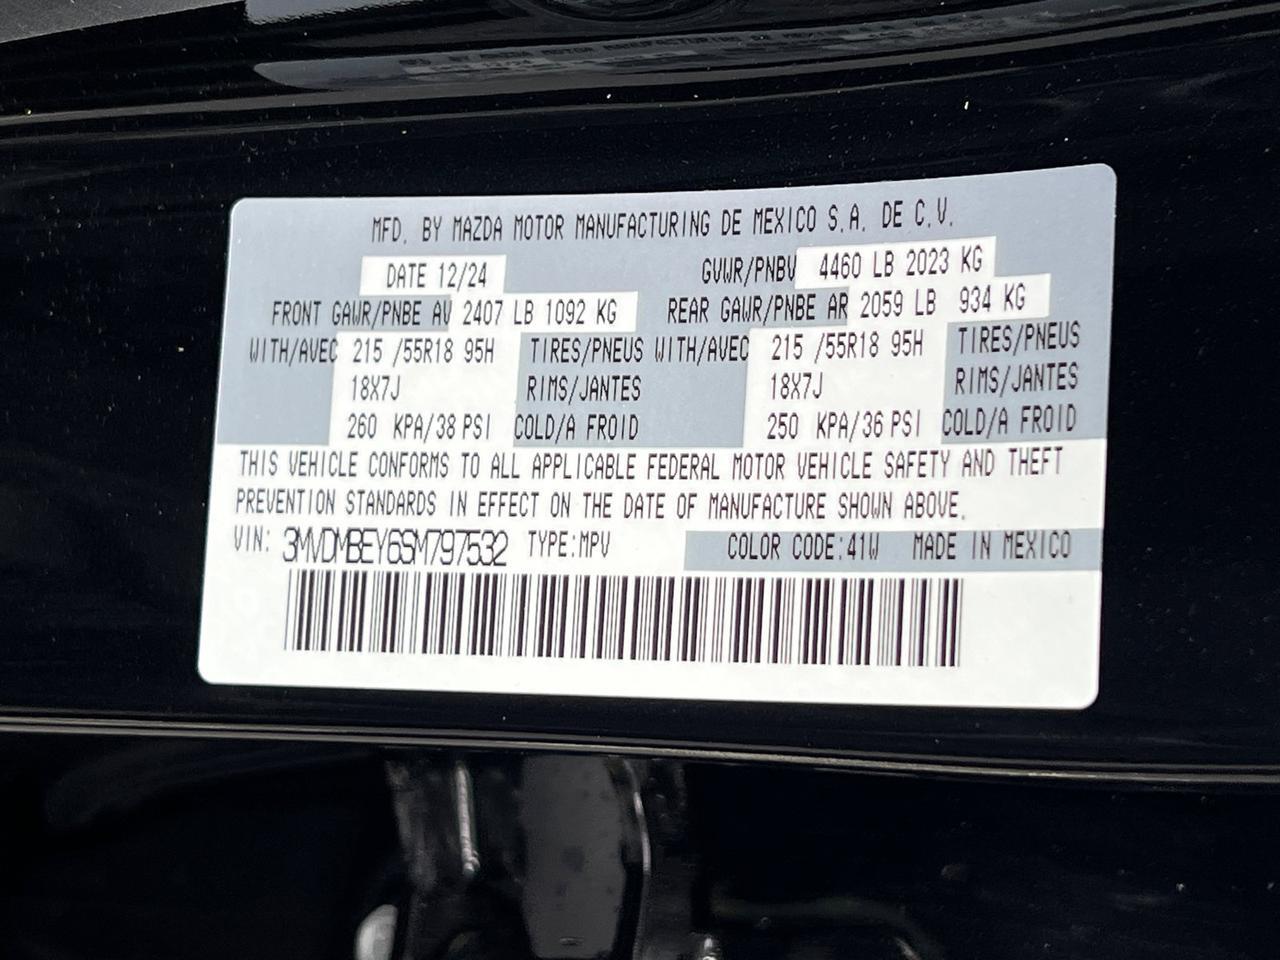 MFD. BY MAZDA MOTOR MANUFACTURING DE MEXICO S.A. DE C.V.
DATE 12/24 GVWR/PNBV 4460 LB 2023 KG
FRONT GAWR/PNBE AV 2407 LB 1092 KG REAR GAWR/PNBE AR 2059 LB 934 KG
WITH/AVEC 215 /55R18 95H TIRES/PNEUS WITH/AVEC 215 /55R18 95H TIRES/PNEUS
18X7J RIMS/JANTES 18X7J RIMS/JANTES
260 KPA/38 PSI COLD/A FROID 250 KPA/36 PSI COLD/A FROID
THIS VEHICLE CONFORMS TO ALL APPLICABLE FEDERAL MOTOR VEHICLE SAFETY AND THEFT
PREVENTION STANDARDS IN EFFECT ON THE DATE OF MANUFACTURE SHOWN ABOVE.
VIN: 3MVDMBEY6SM797532 TYPE:MPV COLOR CODE:41W MADE IN MEXICO